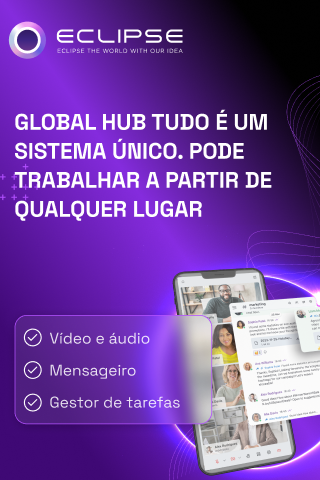 ECLIPSE
ECLIPSE THE WORLD WITH OUR IDEA
GLOBAL HUB TUDO É UM
SISTEMA ÚNICO. PODE
TRABALHAR A PARTIR DE
QUALQUER LUGAR
Vídeo e áudio
Mensageiro
Gestor de tarefas